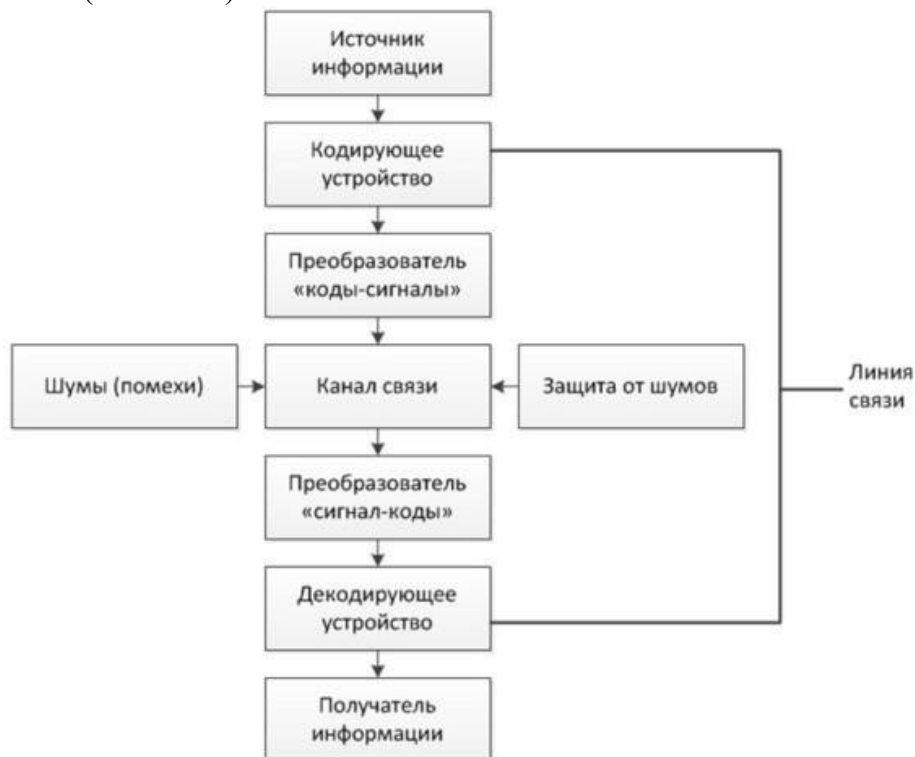 Источник
информации
Кодирующее
устройство
Преобразователь
«коды-сигналы»
Шумы (помехи)
Канал связи
Защита от шумов
Линия
связи
Преобразователь
«сигнал-коды»
Декодирующее
устройство
Получатель
информации